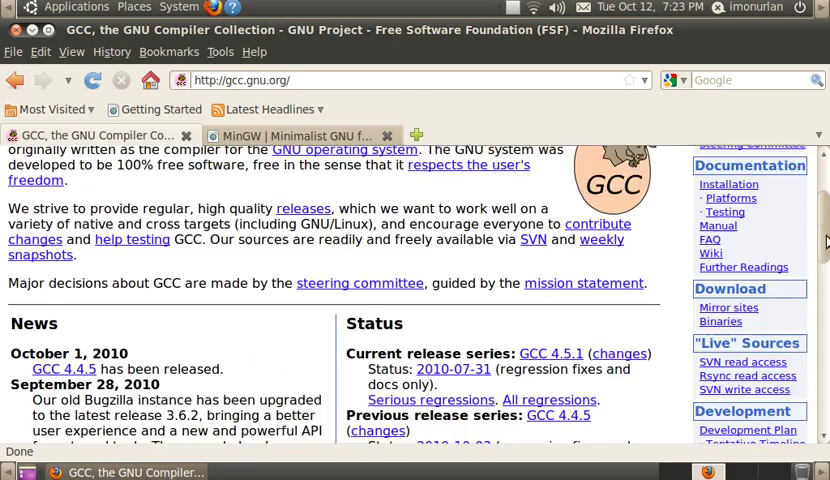 Applications Places System Tue Oct 12, 7:23 PM imonurlan
GCC, the GNU Compiler Collection - GNU Project - Free Software Foundation (FSF) - Mozilla Firefox
File Edit View History Bookmarks Tools Help
http://gcc.gnu.org/ Google
Most Visited Getting Started Latest Headlines
GCC, the GNU Compiler Co... MinGW | Minimalist GNU f...
originally written as the compiler for the GNU operating system. The GNU system was
developed to be 100% free software, free in the sense that it respects the user's
freedom.
GCC
We strive to provide regular, high quality releases, which we want to work well on a
variety of native and cross targets (including GNU/Linux), and encourage everyone to contribute
changes and help testing GCC. Our sources are readily and freely available via SVN and weekly
snapshots.
Major decisions about GCC are made by the steering committee, guided by the mission statement.
News
October 1, 2010
GCC 4.4.5 has been released.
September 28, 2010
Our old Bugzilla instance has been upgraded
to the latest release 3.6.2, bringing a better
user experience and a new and powerful API
Status
Current release series: GCC 4.5.1 (changes)
Status: 2010-07-31 (regression fixes and
docs only).
Serious regressions. All regressions.
Previous release series: GCC 4.4.5
(changes)
Steering Committee
Documentation
Installation
· Platforms
· Testing
Manual
FAQ
Wiki
Further Readings
Download
Mirror sites
Binaries
"Live" Sources
SVN read access
Rsync read access
SVN write access
Development
Development Plan
· Tentative Timeline
Done
GCC, the GNU Compiler...